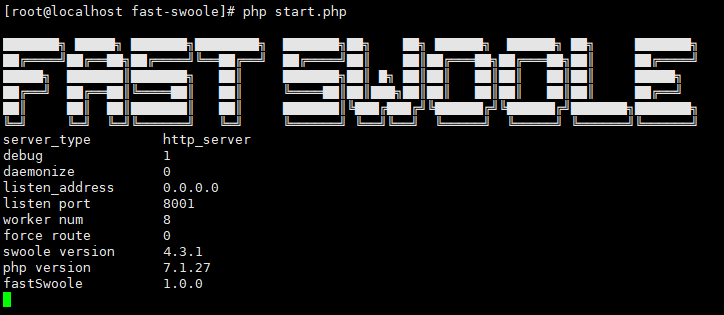 [root@localhost fast-swoole]# php start.php
FAST SWOOLE
server_type http_server
debug 1
daemonize 0
listen_address 0.0.0.0
listen port 8001
worker num 8
force route 0
swoole version 4.3.1
php version 7.1.27
fastSwoole 1.0.0